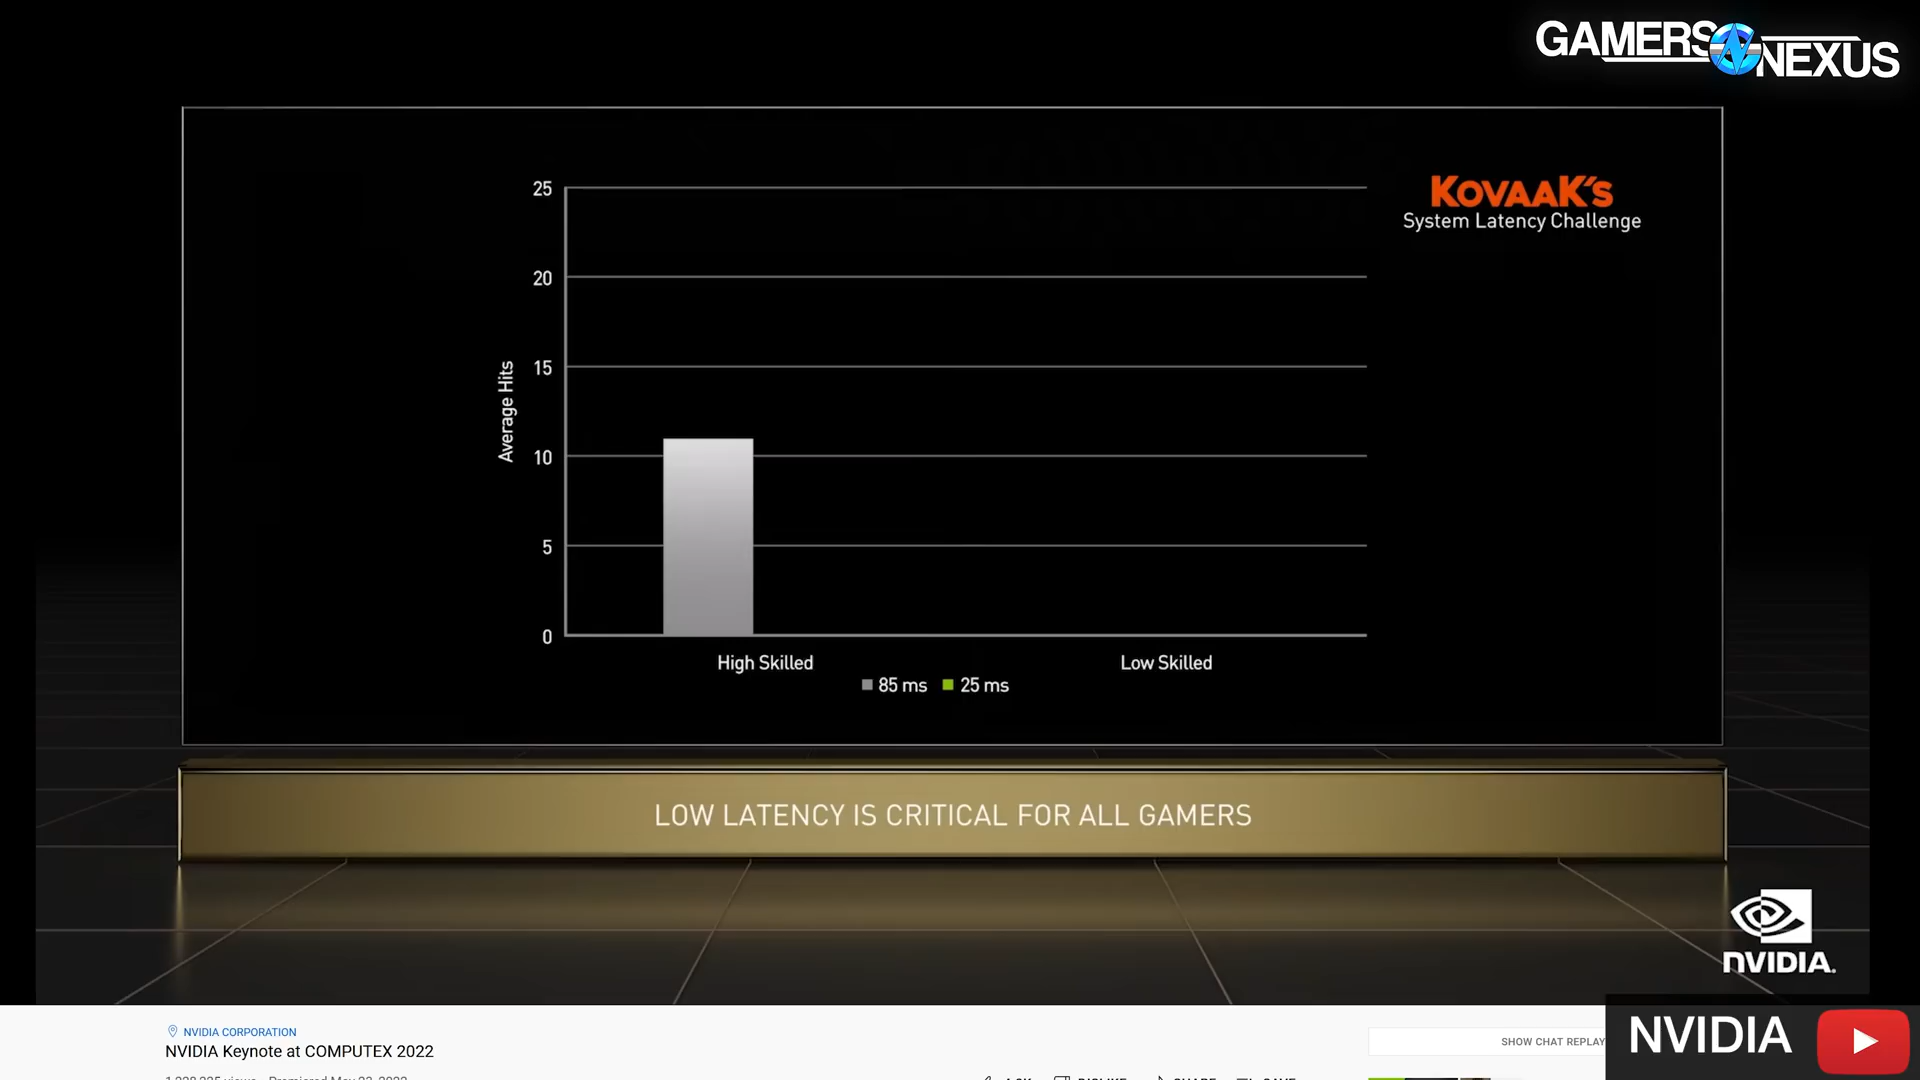 GAMERS NEXUS
KOVAAK's
System Latency Challenge
25
20
15
10
5
0
Average Hits
High Skilled
Low Skilled
85 ms
25 ms
LOW LATENCY IS CRITICAL FOR ALL GAMERS
NVIDIA.
NVIDIA CORPORATION
NVIDIA Keynote at COMPUTEX 2022
SHOW CHAT REPLAY
NVIDIA